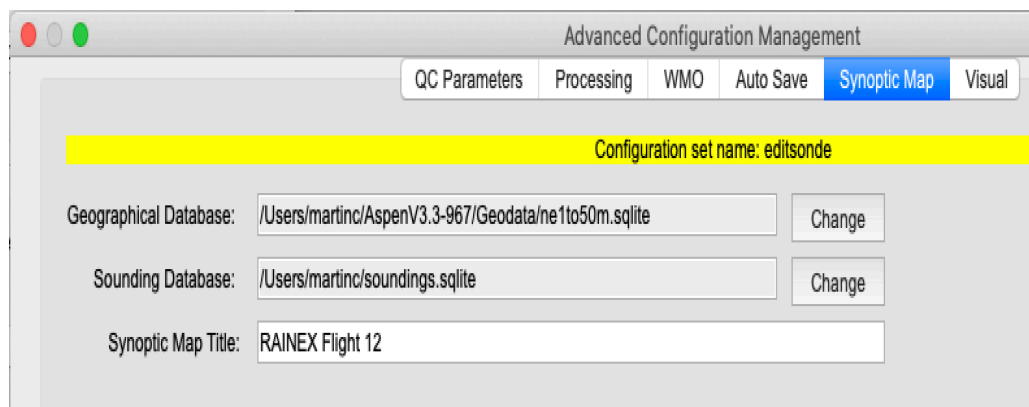 Advanced Configuration Management
QC Parameters Processing WMO Auto Save Synoptic Map Visual
Configuration set name: editsonde
Geographical Database: /Users/martinc/AspenV3.3-967/Geodata/ne1to50m.sqlite Change
Sounding Database: /Users/martinc/soundings.sqlite Change
Synoptic Map Title: RAINEX Flight 12